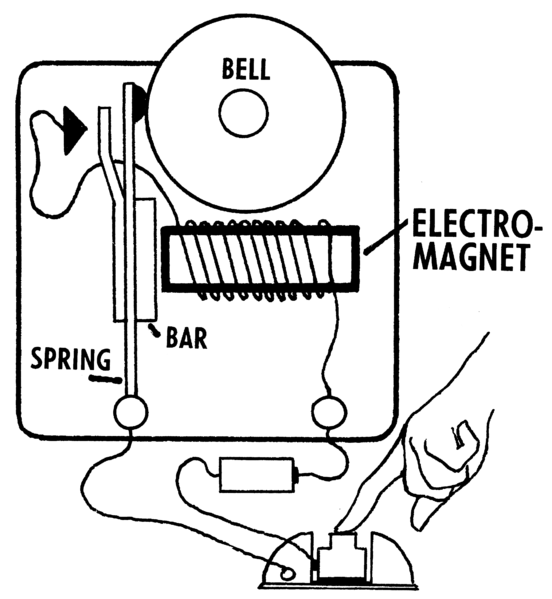 BELL
ELECTRO-
MAGNET
BAR
SPRING